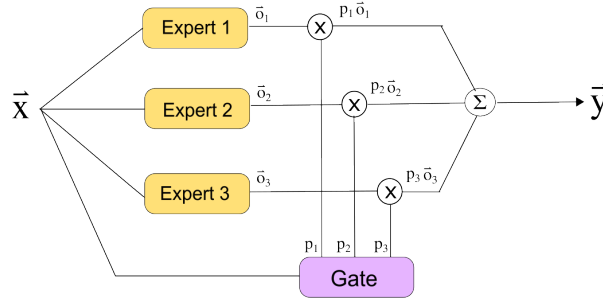 Expert 1
o⃗₁
x
p₁o⃗₁
x⃗
Expert 2
o⃗₂
x
p₂o⃗₂
Σ
y⃗
Expert 3
o⃗₃
x
p₃o⃗₃
p₁ p₂ p₃
Gate